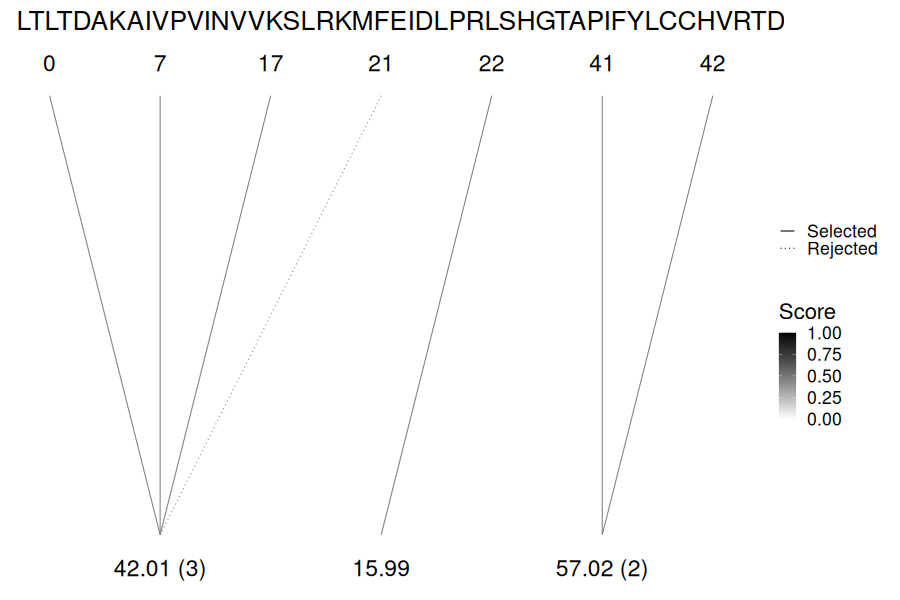 LTLTDAKAIVPVINVVKSLRKMFEIDLPRLSHGTAPIFYLCCHVRTD
0 7 17 21 22 41 42
Selected
Rejected
Score
1.00
0.75
0.50
0.25
0.00
42.01 (3) 15.99 57.02 (2)